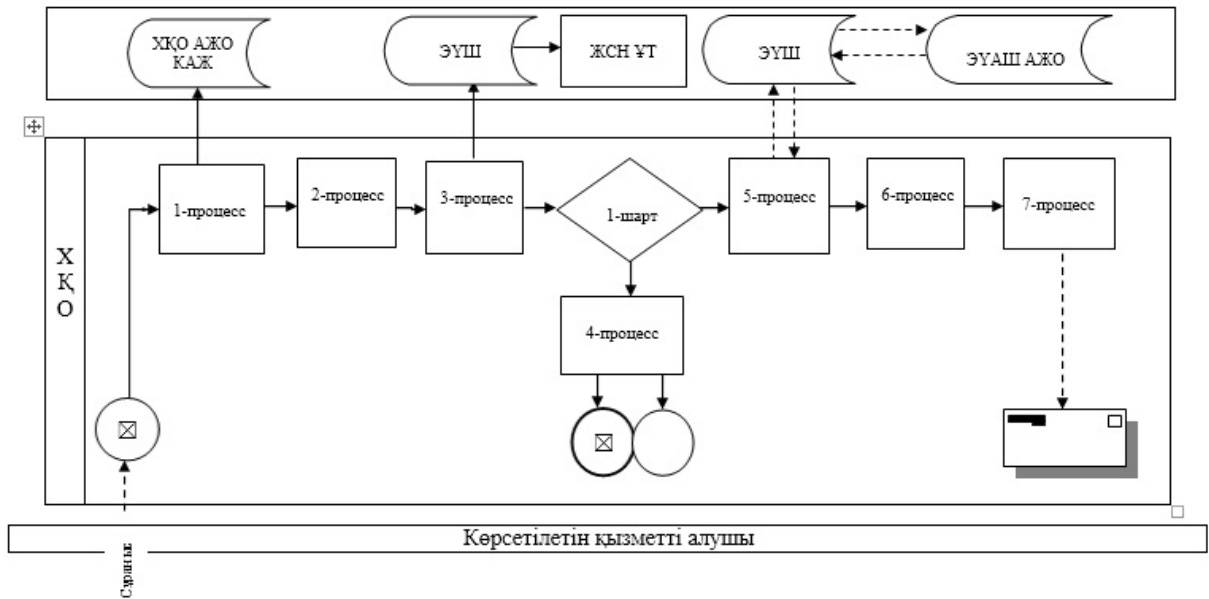 ХҚО АЖО
КАЖ
ЭҮШ
ЖСН ҰТ
ЭҮШ
ЭҮАШ АЖО
Х
Қ
О
1-процесс
2-процесс
3-процесс
1-шарт
5-процесс
6-процесс
7-процесс
4-процесс
Көрсетілетін қызметті алушы
Сұраныс